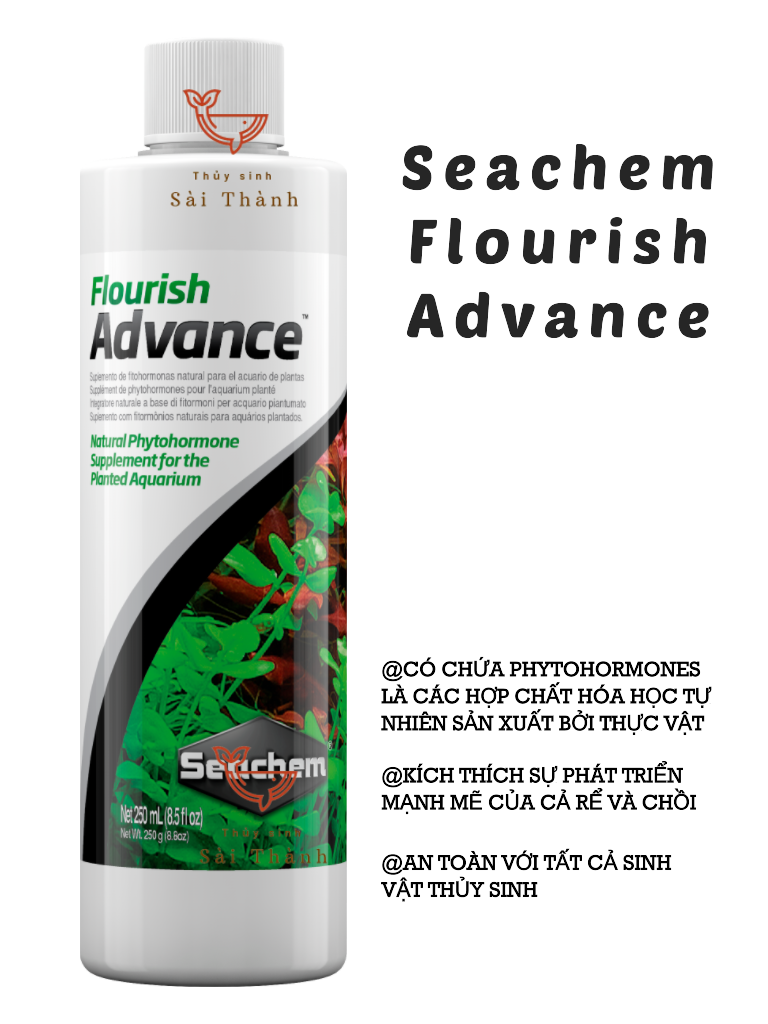 Thủy sinh
Sài Thành
Seachem
Flourish
Advance
Flourish
Advance™
Suplemento de fitohormonas natural para el acuario de plantas
Supplément de phytohormones pour l'aquarium planté
Integratore naturale a base di fitormoni per acquario piantumato
Suplemento com fitormônios naturais para aquários plantados.
Natural Phytohormone
Supplement for the
Planted Aquarium
@CÓ CHỨA PHYTOHORMONES
LÀ CÁC HỢP CHẤT HÓA HỌC TỰ
NHIÊN SẢN XUẤT BỞI THỰC VẬT
@KÍCH THÍCH SỰ PHÁT TRIỂN
MẠNH MẼ CỦA CẢ RỂ VÀ CHỒI
@AN TOÀN VỚI TẤT CẢ SINH
VẬT THỦY SINH
Seachem®
Net 250 mL (8.5 fl oz)
Net Wt. 250 g (8.8oz)
Thủy sinh
Sài Thành